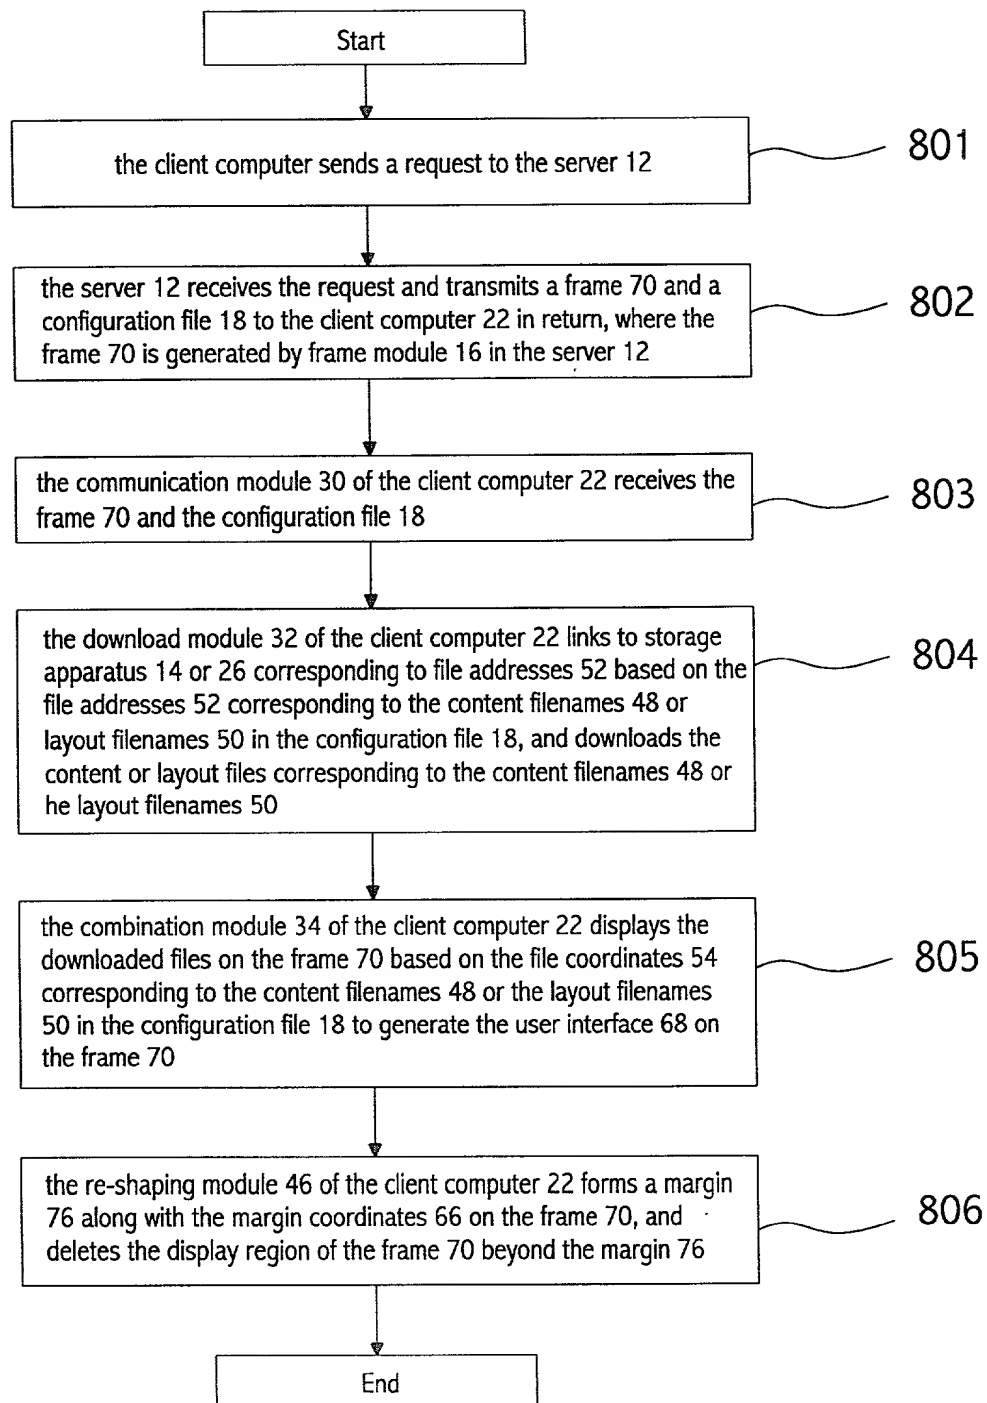 Start
the client computer sends a request to the server 12
801
the server 12 receives the request and transmits a frame 70 and a
configuration file 18 to the client computer 22 in return, where the
frame 70 is generated by frame module 16 in the server 12
802
the communication module 30 of the client computer 22 receives the
frame 70 and the configuration file 18
803
the download module 32 of the client computer 22 links to storage
apparatus 14 or 26 corresponding to file addresses 52 based on the
file addresses 52 corresponding to the content filenames 48 or
layout filenames 50 in the configuration file 18, and downloads the
content or layout files corresponding to the content filenames 48 or
he layout filenames 50
804
the combination module 34 of the client computer 22 displays the
downloaded files on the frame 70 based on the file coordinates 54
corresponding to the content filenames 48 or the layout filenames
50 in the configuration file 18 to generate the user interface 68 on
the frame 70
805
the re-shaping module 46 of the client computer 22 forms a margin
76 along with the margin coordinates 66 on the frame 70, and
deletes the display region of the frame 70 beyond the margin 76
806
End